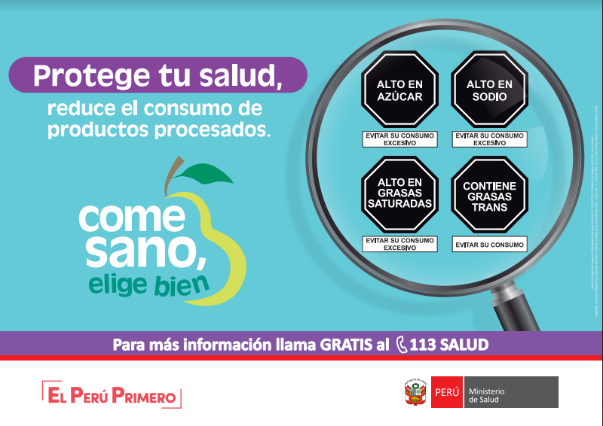 Protege tu salud,
reduce el consumo de
productos procesados.
come
sano,
elige bien
ALTO EN
AZÚCAR
EVITAR SU CONSUMO
EXCESIVO
ALTO EN
SODIO
EVITAR SU CONSUMO
EXCESIVO
ALTO EN
GRASAS
SATURADAS
EVITAR SU CONSUMO
EXCESIVO
CONTIENE
GRASAS
TRANS
EVITAR SU CONSUMO
Para más información llama GRATIS al 113 SALUD
EL PERÚ PRIMERO
PERÚ
Ministerio
de Salud